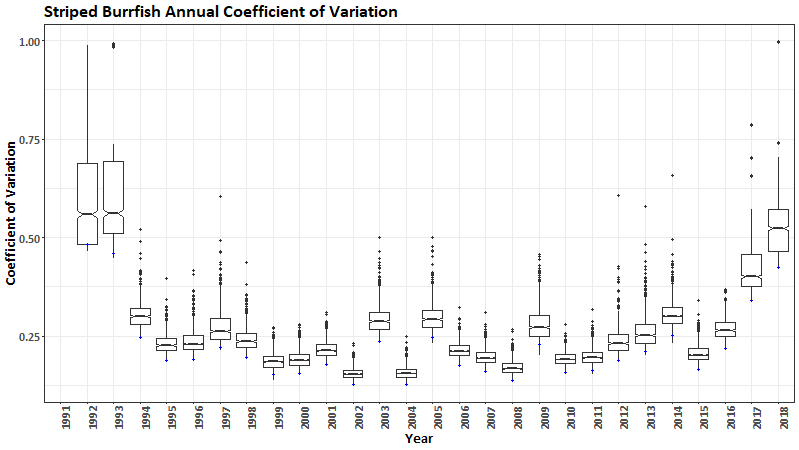 Striped Burrfish Annual Coefficient of Variation
1.00
0.75
0.50
0.25
Coefficient of Variation
1991 1992 1993 1994 1995 1996 1997 1998 1999 2000 2001 2002 2003 2004 2005 2006 2007 2008 2009 2010 2011 2012 2013 2014 2015 2016 2017 2018
Year